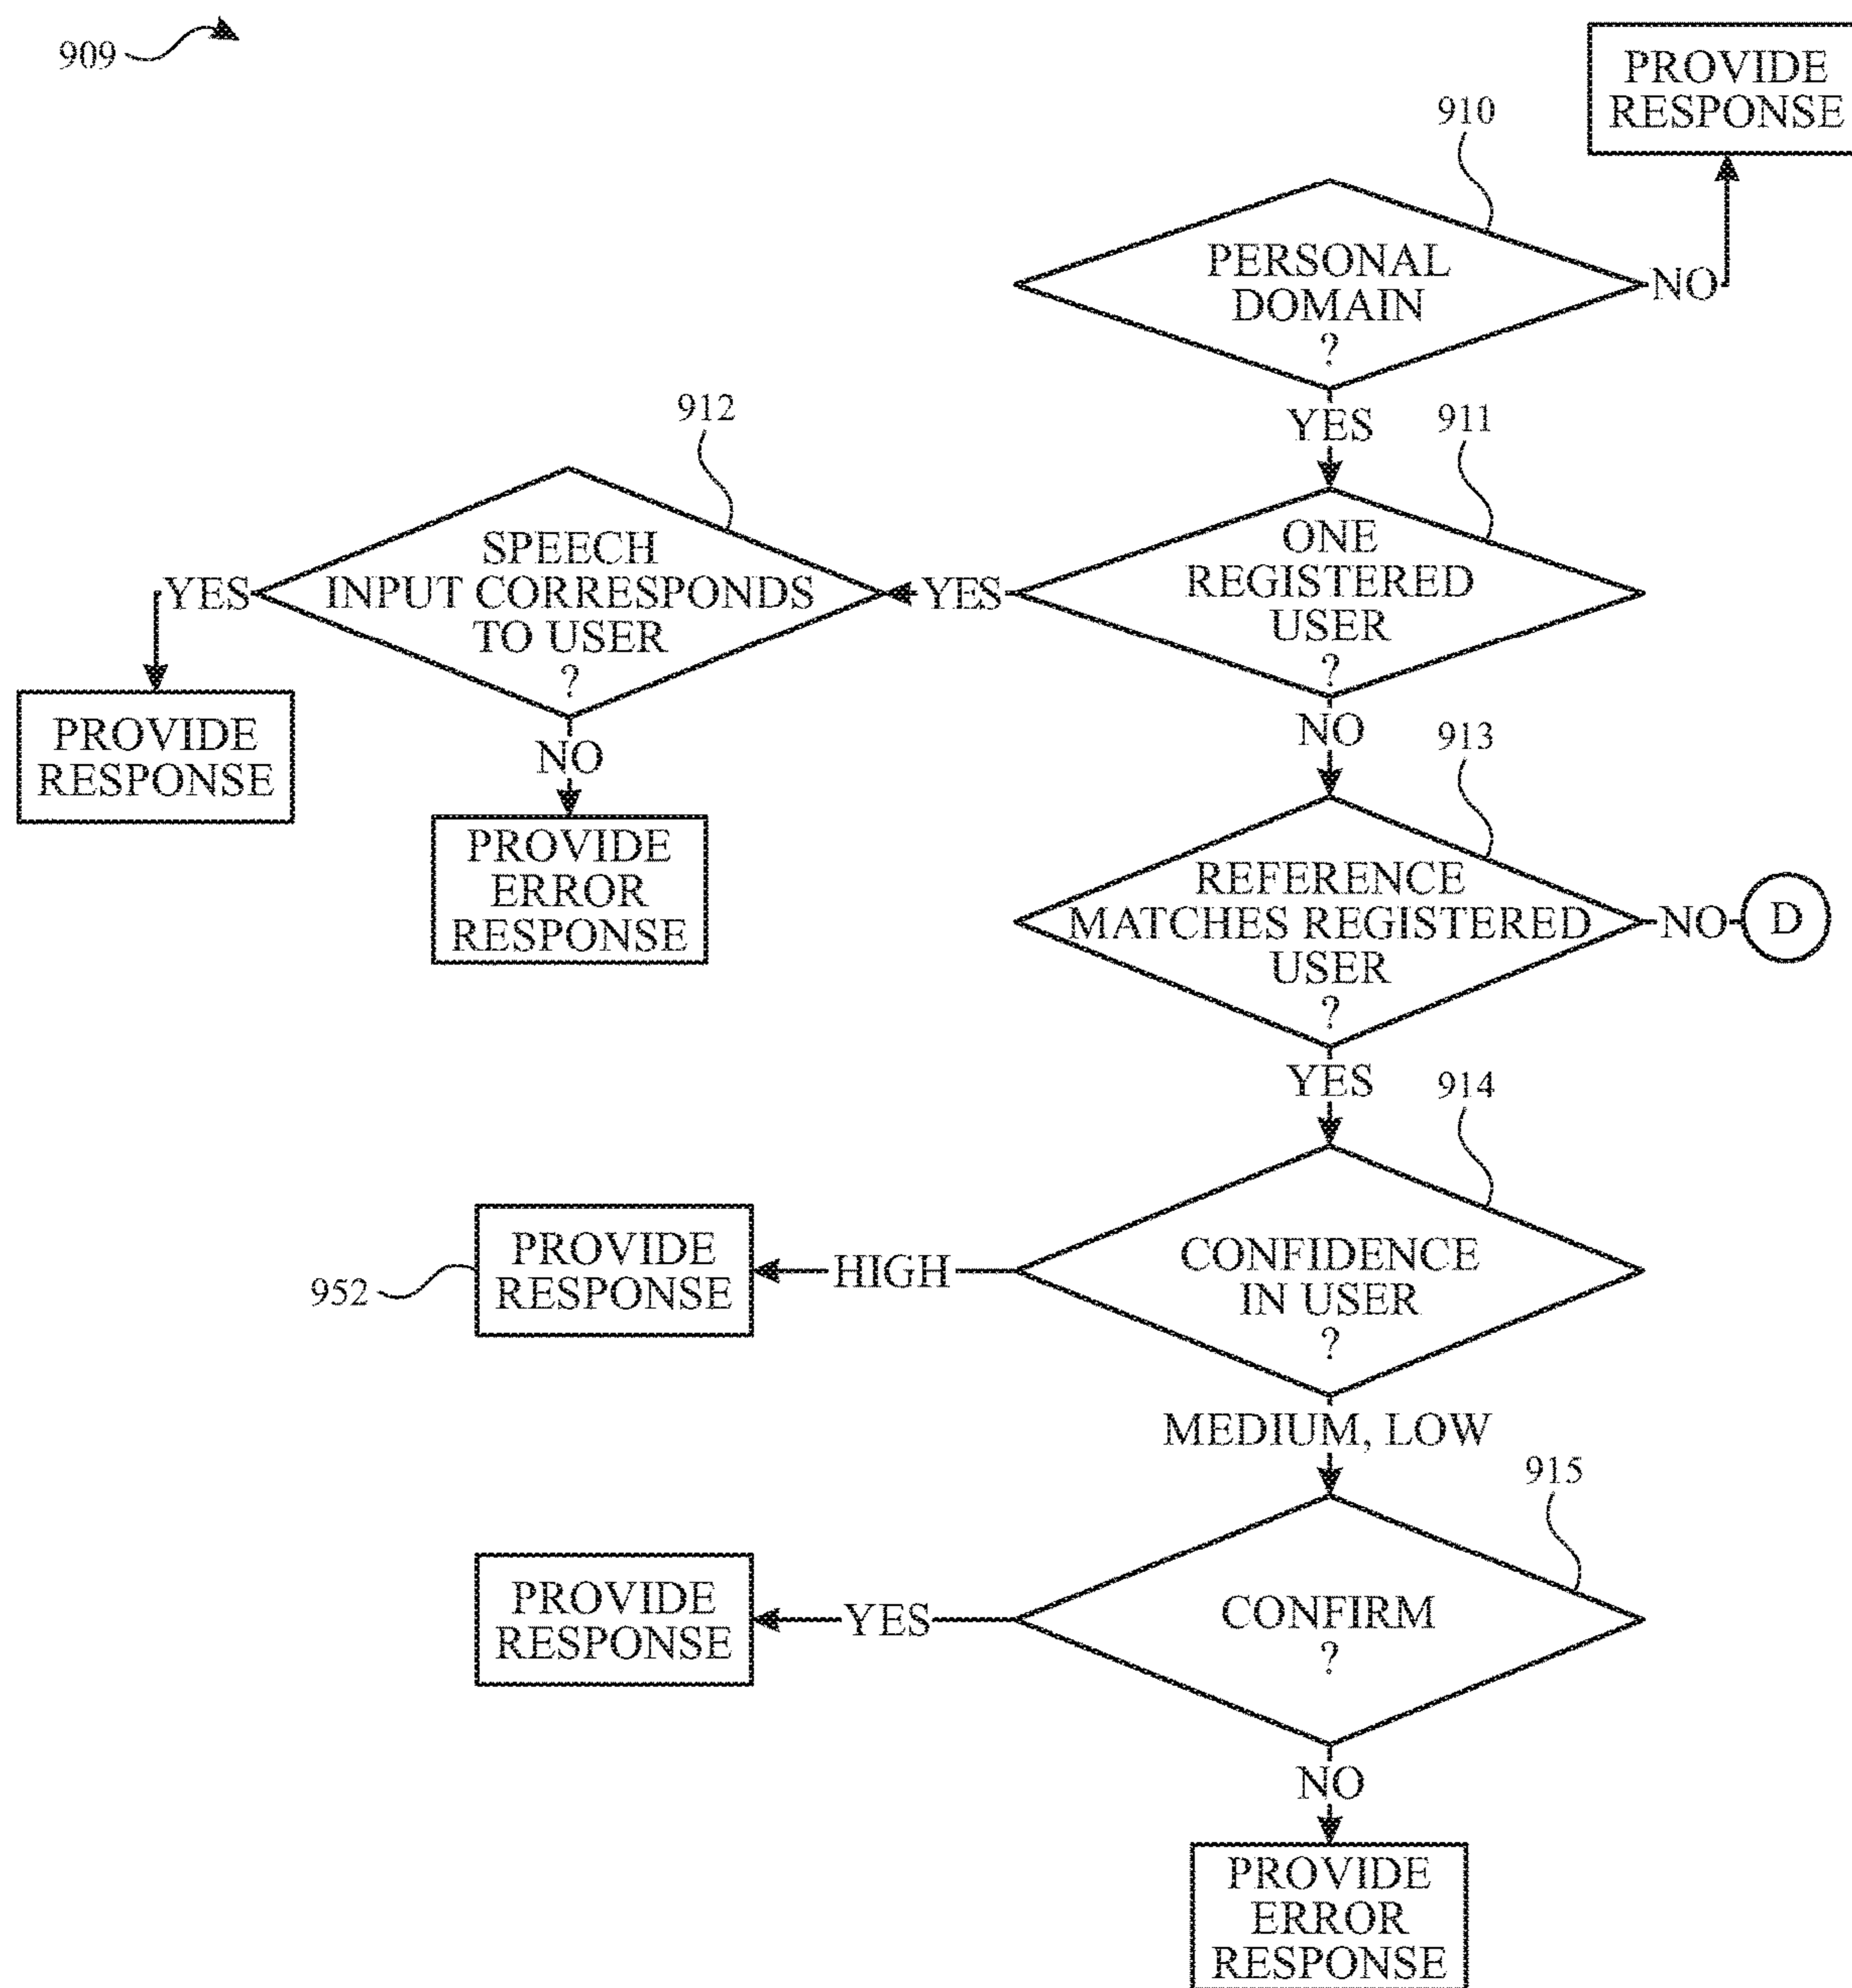 909
PROVIDE
RESPONSE
910
PERSONAL
DOMAIN
?
NO
YES
911
912
ONE
REGISTERED
USER
?
YES
SPEECH
INPUT CORRESPONDS
TO USER
?
YES
PROVIDE
RESPONSE
NO
PROVIDE
ERROR
RESPONSE
NO
913
REFERENCE
MATCHES REGISTERED
USER
?
NO
D
YES
914
CONFIDENCE
IN USER
?
HIGH
PROVIDE
RESPONSE
952
MEDIUM, LOW
915
CONFIRM
?
YES
PROVIDE
RESPONSE
NO
PROVIDE
ERROR
RESPONSE